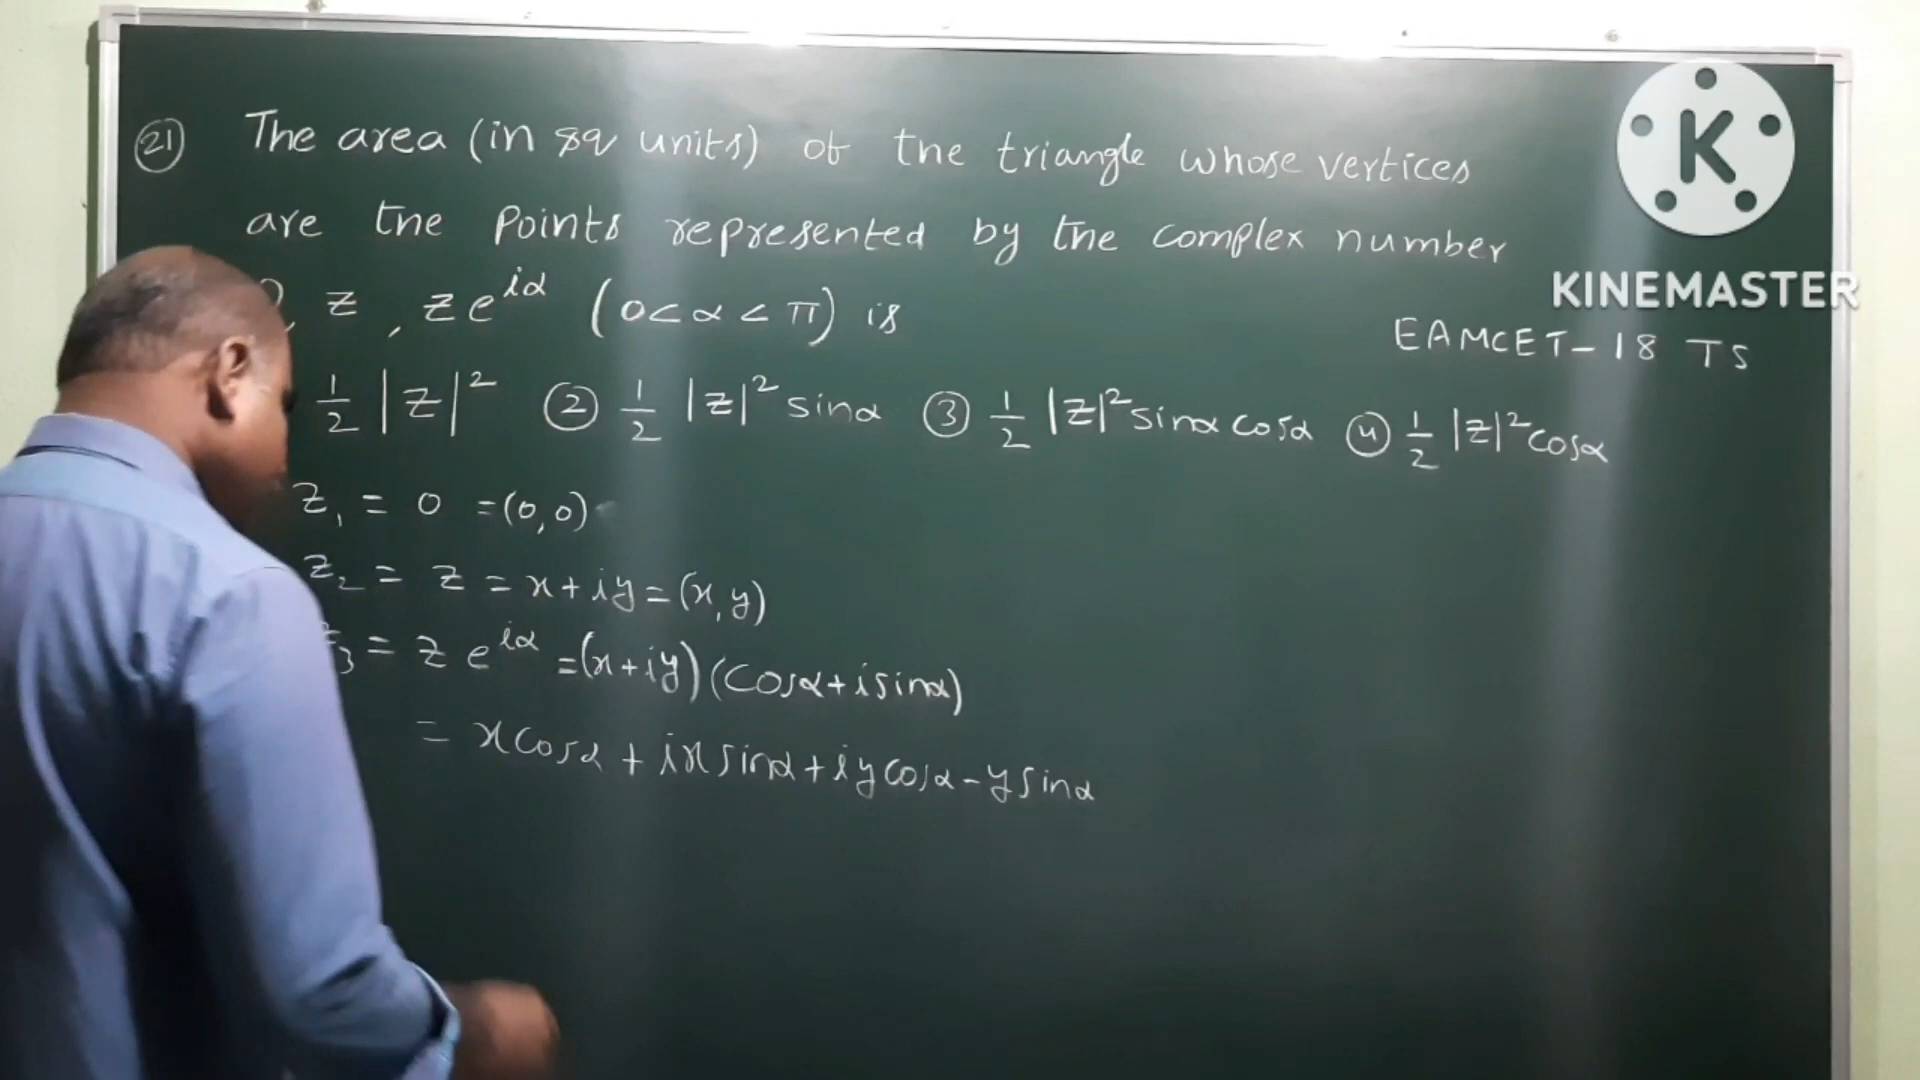 21 The area (in sq units) of the triangle whose vertices
are the points represented by the complex number
, z , ze^{iα} (0<α<π) is
EAMCET-18 TS
1/2 |z|² ② 1/2 |z|² sinα ③ 1/2 |z|² sinα cosα ④ 1/2 |z|² cosα
z₁ = 0 =(0,0)
z₂ = z = x+iy=(x,y)
₃ = z e^{iα} =(x+iy)(cosα+isinα)
= xcosα + ixsinα+iycosα-ysinα
K
KINEMASTER